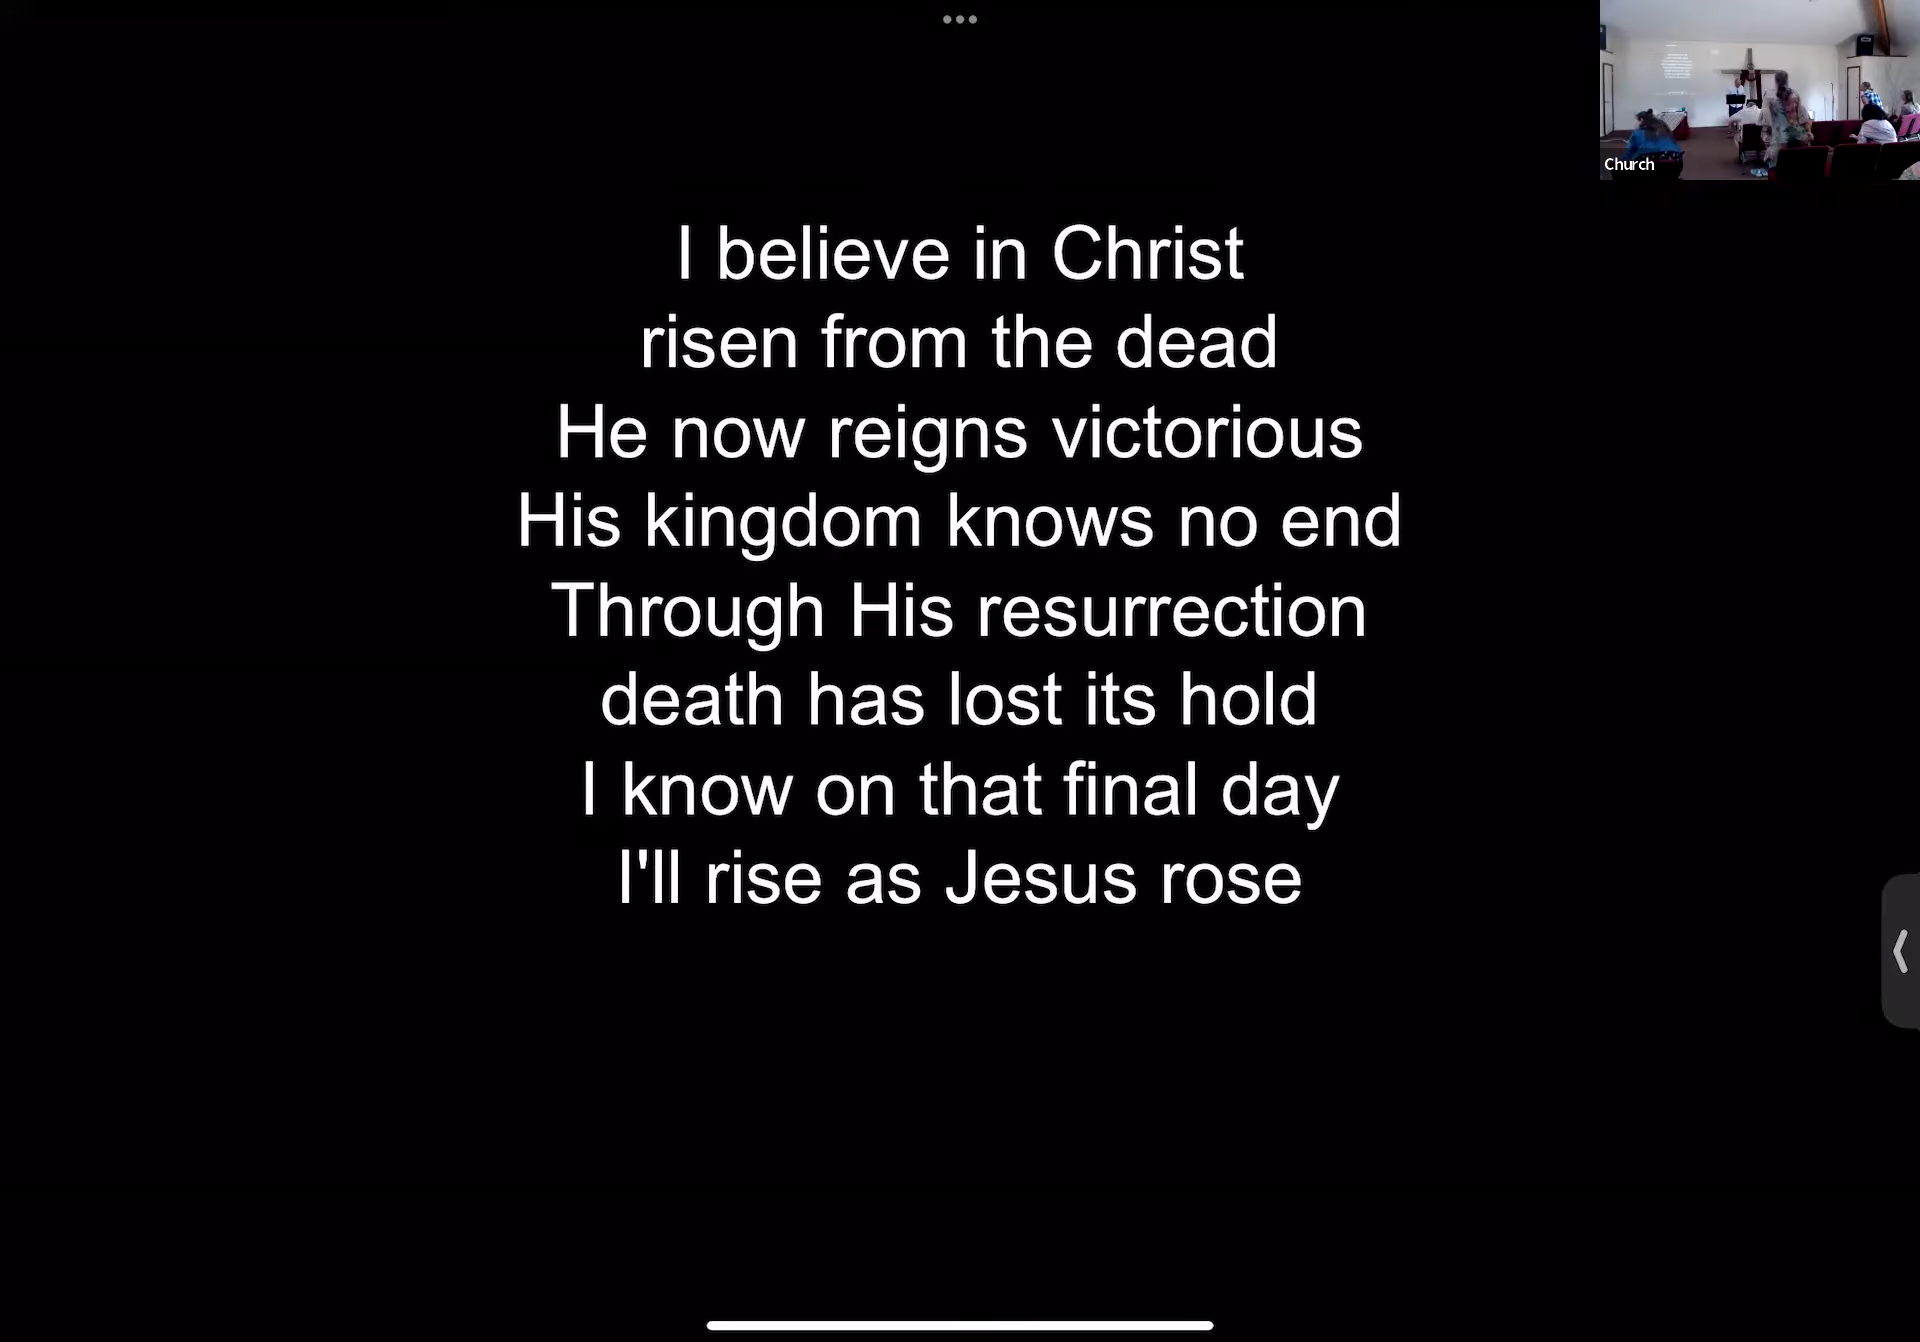 Church
I believe in Christ
risen from the dead
He now reigns victorious
His kingdom knows no end
Through His resurrection
death has lost its hold
I know on that final day
I'll rise as Jesus rose